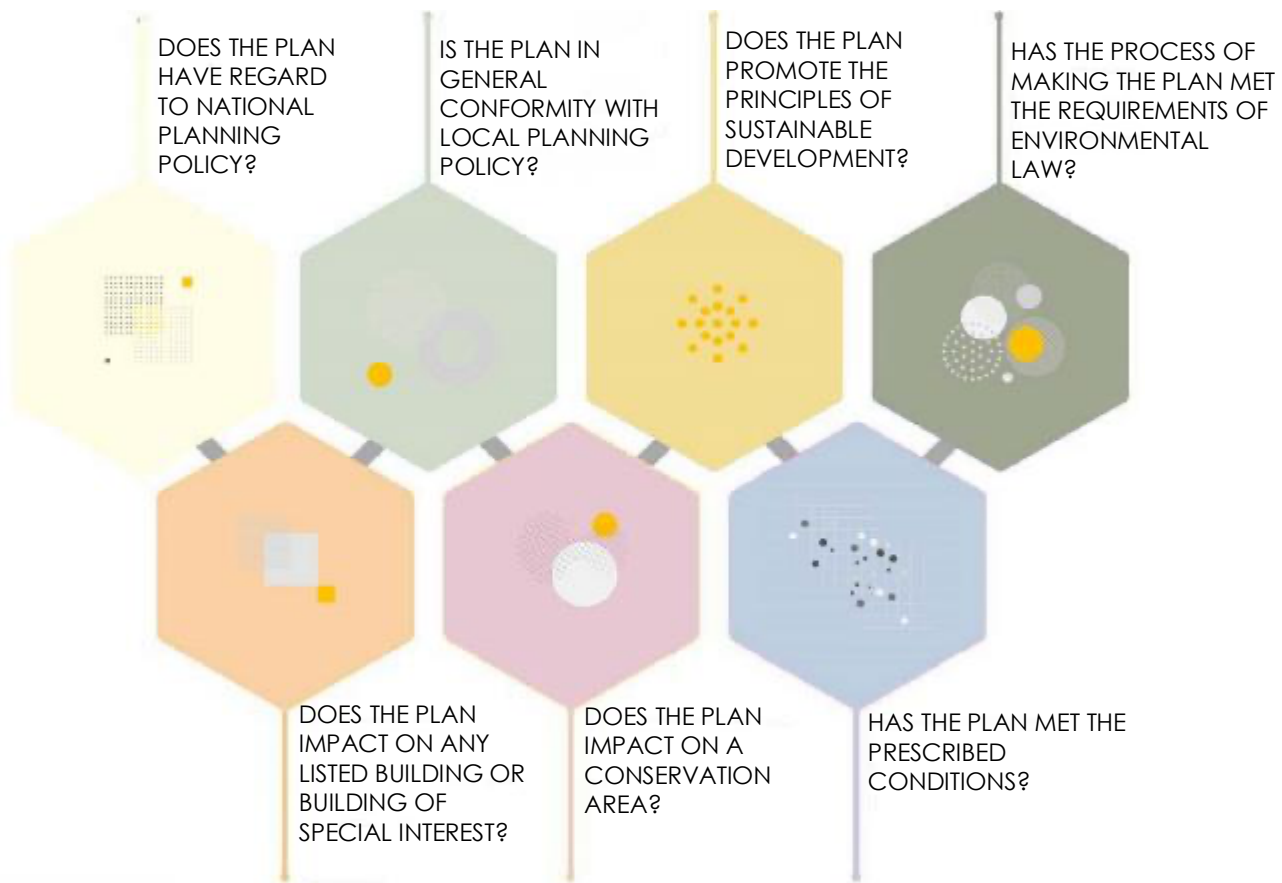 DOES THE PLAN
HAVE REGARD
TO NATIONAL
PLANNING
POLICY?
IS THE PLAN IN
GENERAL
CONFORMITY WITH
LOCAL PLANNING
POLICY?
DOES THE PLAN
PROMOTE THE
PRINCIPLES OF
SUSTAINABLE
DEVELOPMENT?
HAS THE PROCESS OF
MAKING THE PLAN MET
THE REQUIREMENTS OF
ENVIRONMENTAL
LAW?
DOES THE PLAN
IMPACT ON ANY
LISTED BUILDING OR
BUILDING OF
SPECIAL INTEREST?
DOES THE PLAN
IMPACT ON A
CONSERVATION
AREA?
HAS THE PLAN MET THE
PRESCRIBED
CONDITIONS?